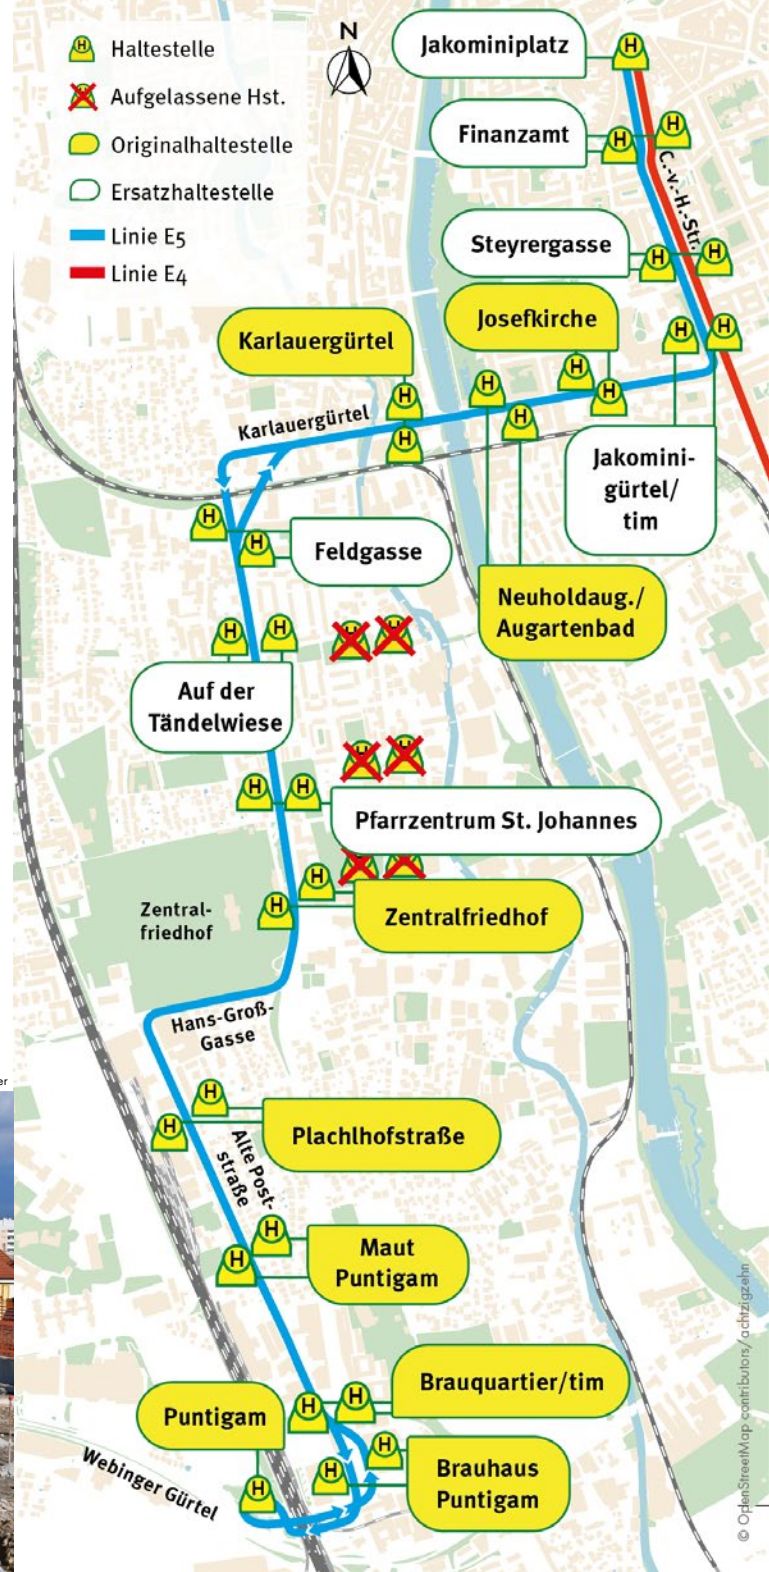 N
Haltestelle
Aufgelassene Hst.
Originalhaltestelle
Ersatzhaltestelle
Linie E5
Linie E4
Jakominiplatz
H
Finanzamt
H
H
C.-v.-H.-Str.
Steyrergasse
H
H
Josefkirche
Karlauergürtel
H
H
H
H
H
H
H
H
Karlauergürtel
Jakomini-
gürtel/
tim
H
H
Feldgasse
Neuholdaug./
Augartenbad
H
H
Auf der
Tändelwiese
H
H
Pfarrzentrum St. Johannes
H
H
Zentralfriedhof
Zentral-
friedhof
Hans-Groß-
Gasse
H
H
Plachlhofstraße
Alte Post-
straße
H
H
Maut
Puntigam
Brauquartier/tim
H
H
Puntigam
H
H
Brauhaus
Puntigam
H
Webinger Gürtel
© OpenStreetMap contributors/achtzigzehn
er